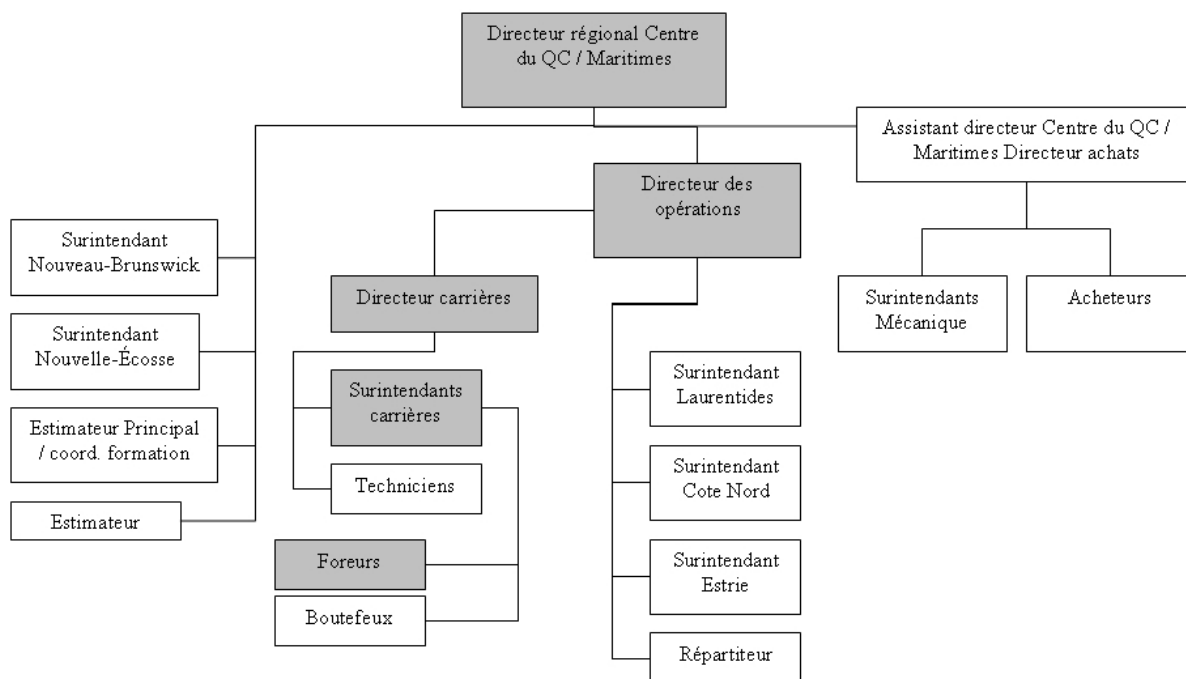 Directeur régional Centre
du QC / Maritimes
Assistant directeur Centre du QC /
Maritimes Directeur achats
Directeur des
opérations
Surintendant
Nouveau-Brunswick
Directeur carrières
Surintendants
Mécanique
Acheteurs
Surintendant
Nouvelle-Écosse
Surintendants
carrières
Surintendant
Laurentides
Estimateur Principal
/ coord. formation
Techniciens
Surintendant
Cote Nord
Estimateur
Foreurs
Surintendant
Estrie
Boutefeux
Répartiteur